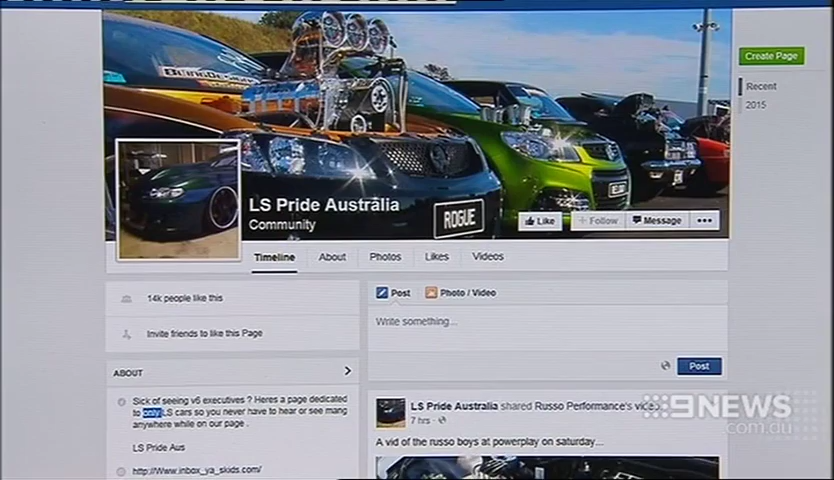 BEINGDESIGN
Create Page
Recent
2015
LS Pride Australia
Community
ROGUE
Like
+ Follow
Message
Timeline
About
Photos
Likes
Videos
14k people like this
Invite friends to like this Page
Post
Photo / Video
Write something...
Post
ABOUT
Sick of seeing v6 executives ? Heres a page dedicated
to only LS cars so you never have to hear or see mang
anywhere while on our page .
LS Pride Aus
http://Www.inbox_ya_skids.com/
LS Pride Australia shared Russo Performance's video.
7 hrs
A vid of the russo boys at powerplay on saturday...
9NEWS
.com.au